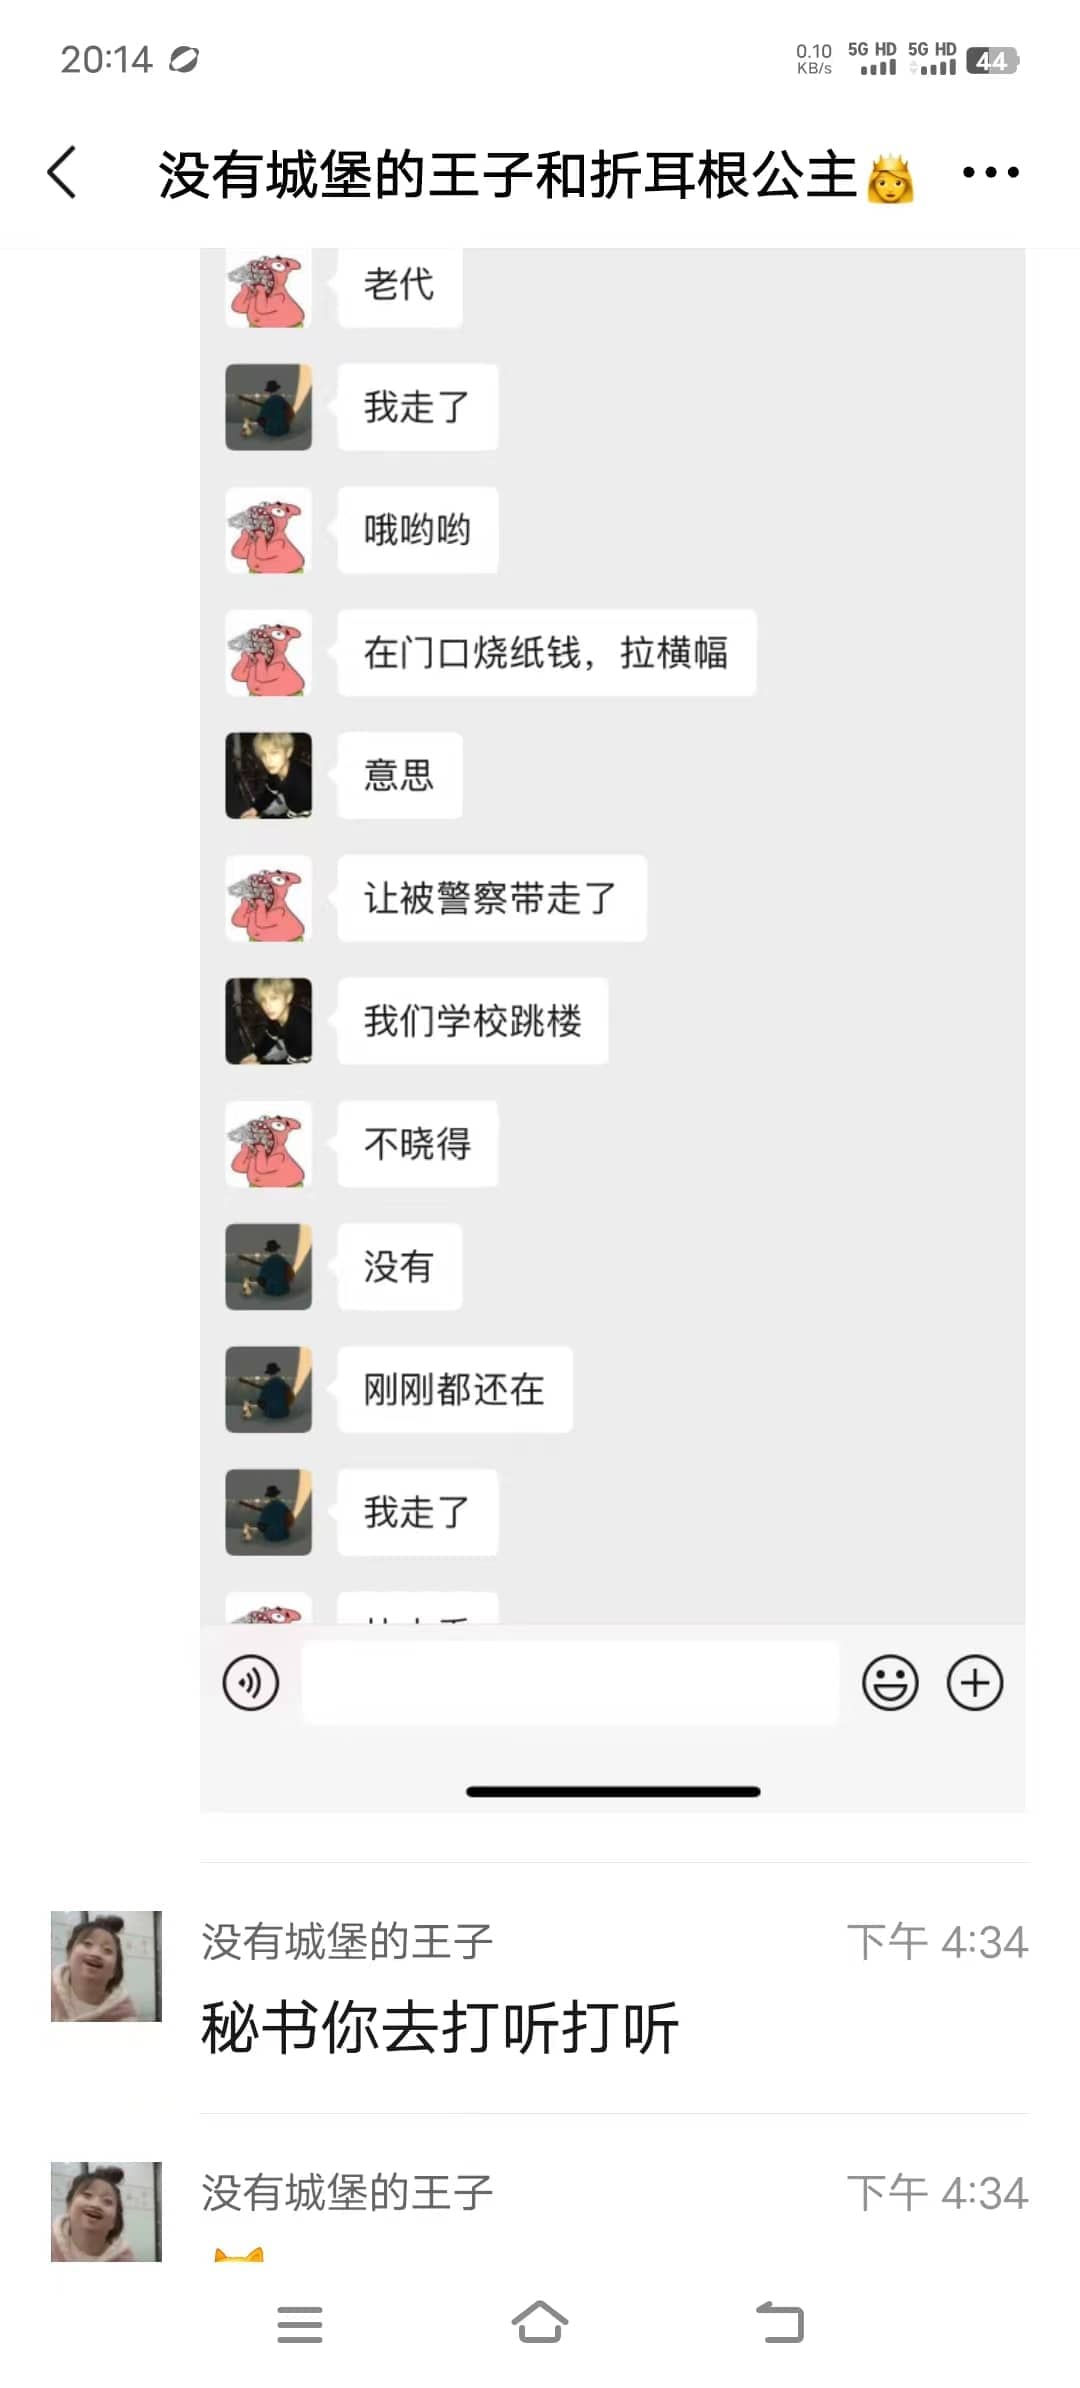 20:14
0.10 KB/s 5G HD 5G HD 44
没有城堡的王子和折耳根公主👸
老代
我走了
哦哟哟
在门口烧纸钱，拉横幅
意思
让被警察带走了
我们学校跳楼
不晓得
没有
刚刚都还在
我走了
没有城堡的王子 下午 4:34
秘书你去打听打听
没有城堡的王子 下午 4:34